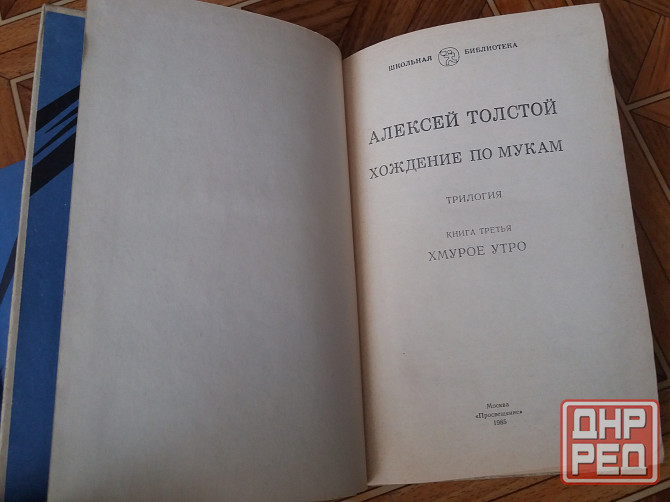 ШКОЛЬНАЯ БИБЛИОТЕКА
АЛЕКСЕЙ ТОЛСТОЙ
ХОЖДЕНИЕ ПО МУКАМ
ТРИЛОГИЯ
КНИГА ТРЕТЬЯ
ХМУРОЕ УТРО
Москва
«Просвещение»
1985
ДНР
РЕД